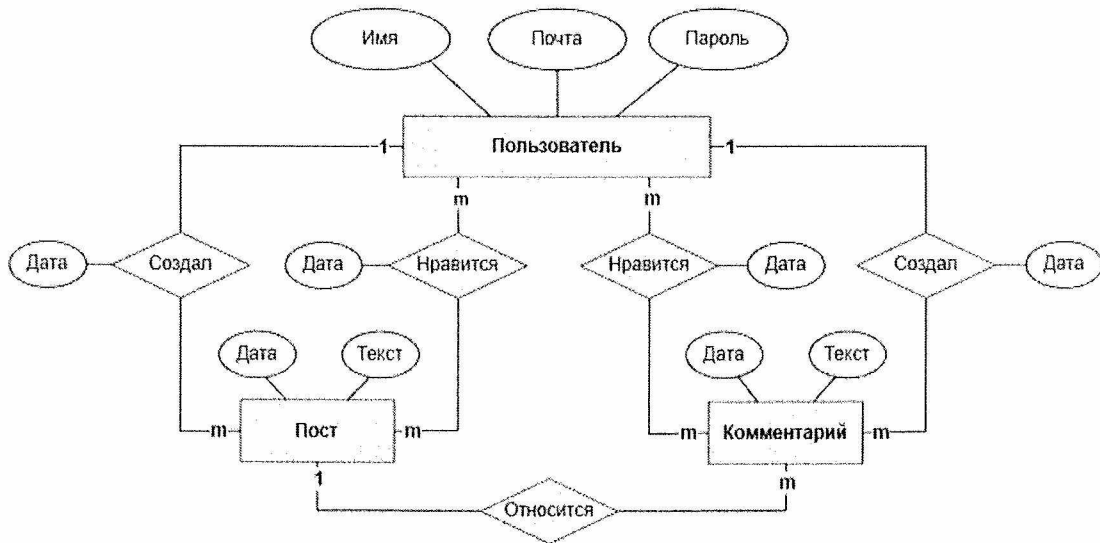 Имя
Почта
Пароль
1
Пользователь
1
m
m
Дата
Создал
Дата
Нравится
Нравится
Дата
Создал
Дата
Дата
Текст
Дата
Текст
m
Пост
m
m
Комментарий
m
1
m
Относится